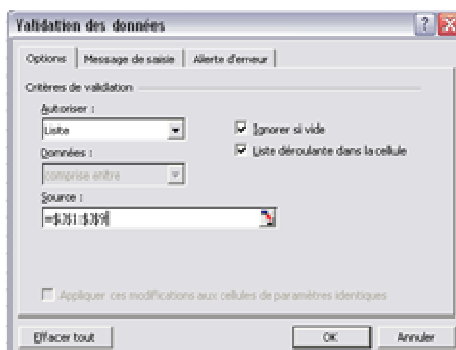 Validation des données
Options Message de saisie Alerte d'erreur
Critères de validation
Autoriser :
Liste
Ignorer si vide
Données :
Liste déroulante dans la cellule
comprise entre
Source :
=$J$1:$J$9
Appliquer ces modifications aux cellules de paramètres identiques
Effacer tout OK Annuler